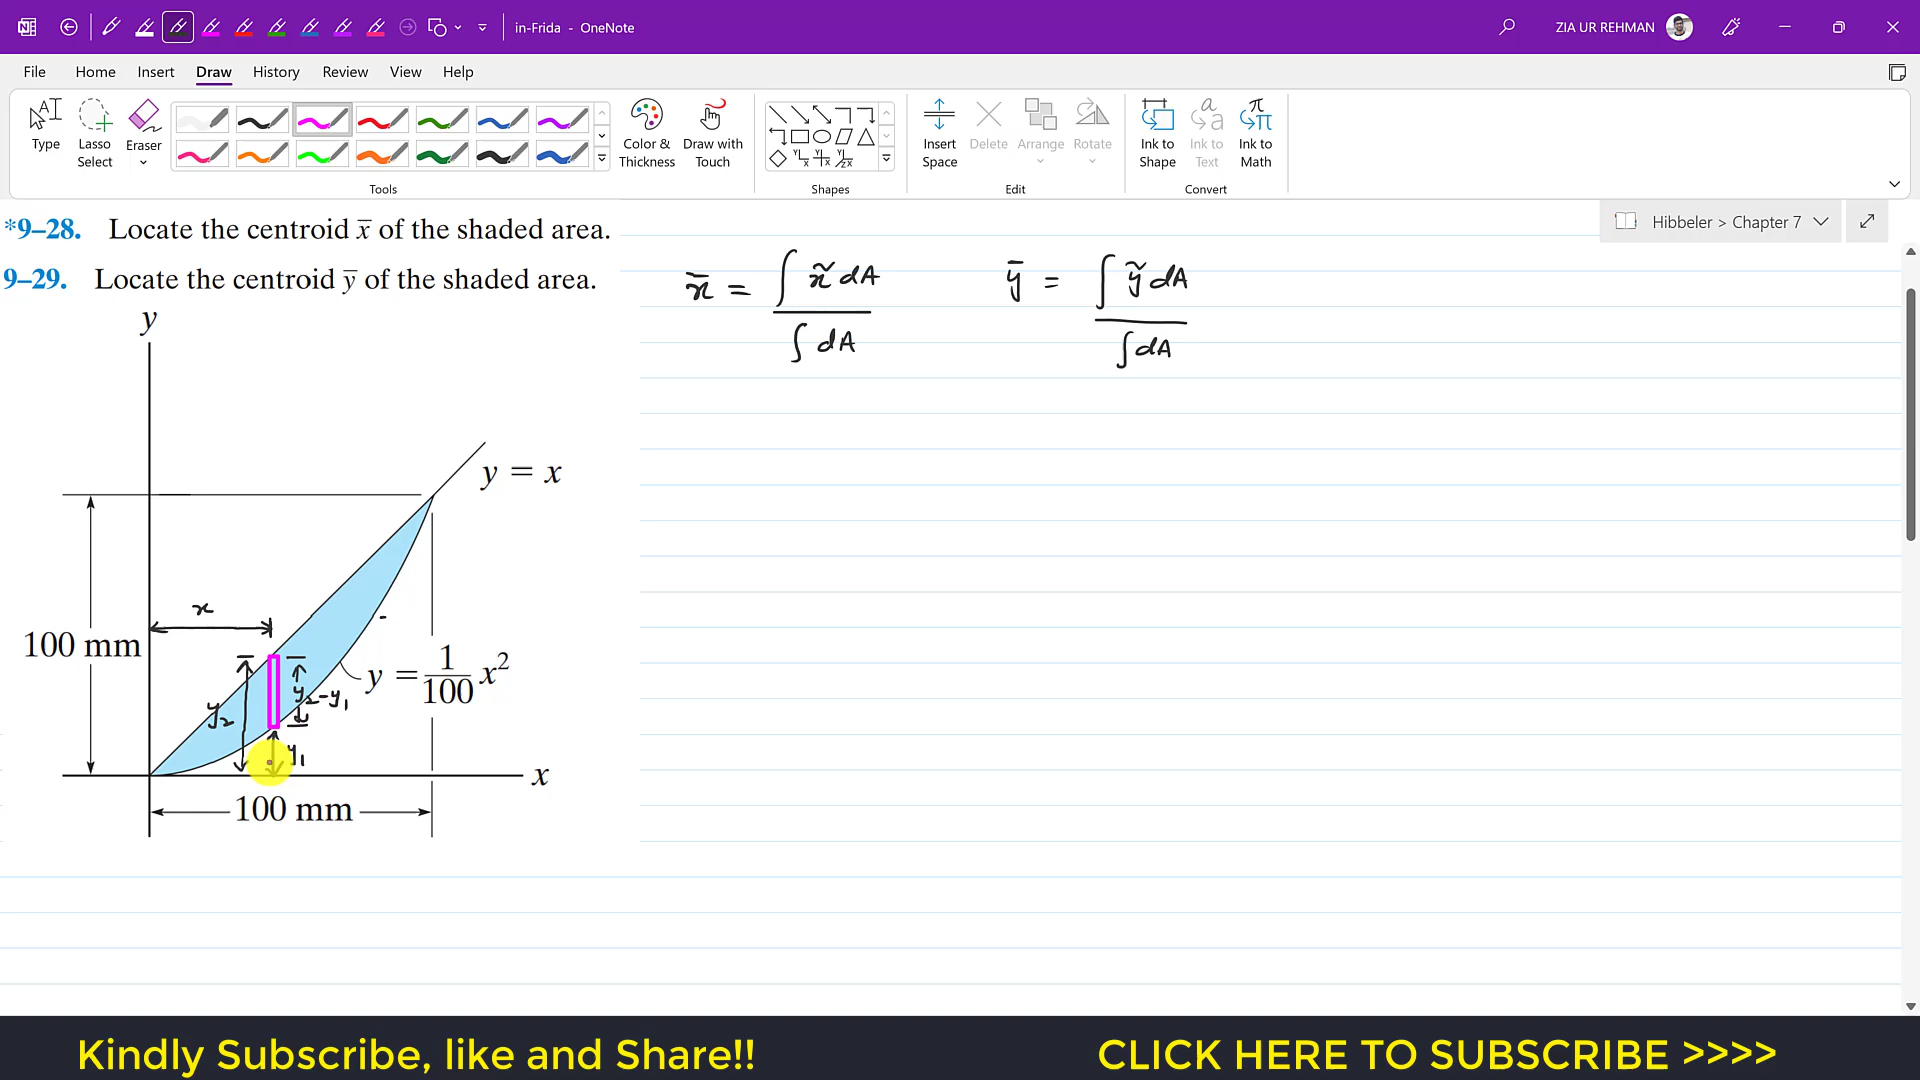 in-Frida - OneNote
ZIA UR REHMAN
File Home Insert Draw History Review View Help
Type
Lasso Select
Eraser
Color & Thickness
Draw with Touch
Insert Space
Delete
Arrange
Rotate
Ink to Shape
Ink to Text
Ink to Math
Tools
Shapes
Edit
Convert
Hibbeler > Chapter 7
*9–28. Locate the centroid x̄ of the shaded area.
9–29. Locate the centroid ȳ of the shaded area.
x̄ = ∫ x̃ dA / ∫ dA
ȳ = ∫ ỹ dA / ∫ dA
y
y = x
x
100 mm
y = 1/100 x²
y₂
y₂-y₁
y₁
x
100 mm
Kindly Subscribe, like and Share!!
CLICK HERE TO SUBSCRIBE >>>>